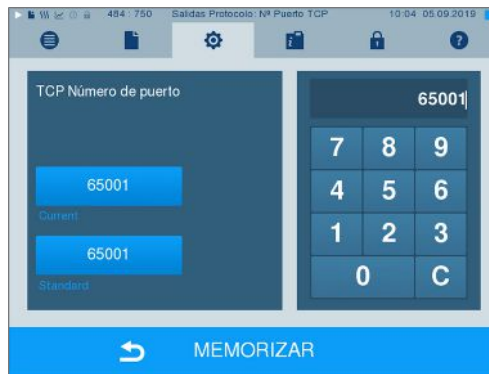 484 : 750 Salidas Protocolo: Nª Puerto TCP 10:04 05.09.2019
TCP Número de puerto
65001
Current
65001
Standard
65001
7 8 9
4 5 6
1 2 3
0 C
MEMORIZAR